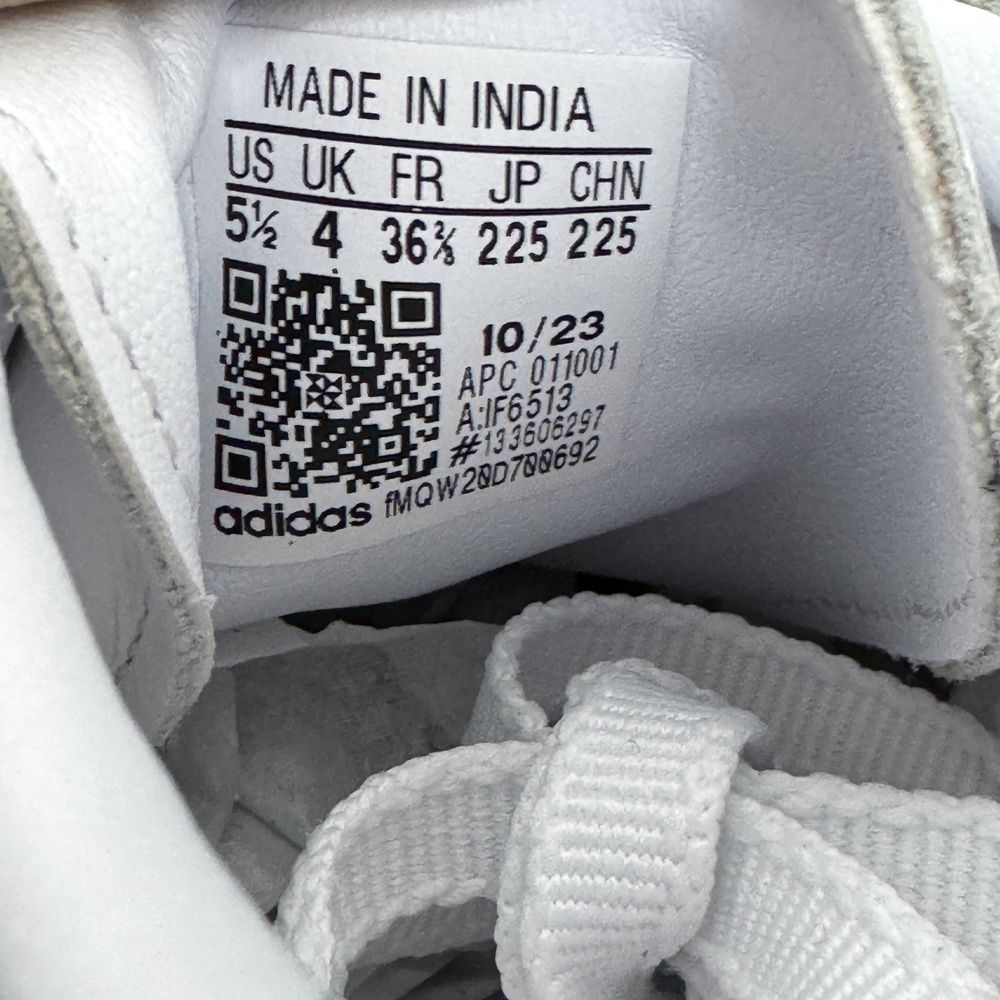 MADE IN INDIA
US UK FR JP CHN
5½ 4 36⅔ 225 225
10/23
APC 011001
A:IF6513
#133606297
adidas fMQW20D700692